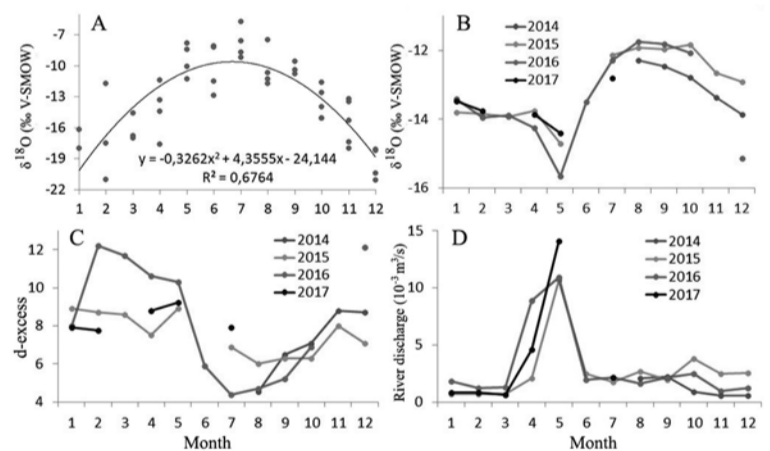 A
δ18O (‰ V-SMOW)
-7
-10
-13
-16
-19
-22
y = -0,3262x² + 4,3555x - 24,144
R² = 0,6764
1 2 3 4 5 6 7 8 9 10 11 12
B
δ18O (‰ V-SMOW)
-12
-14
-16
2014
2015
2016
2017
1 2 3 4 5 6 7 8 9 10 11 12
C
d-excess
12
10
8
6
4
2014
2015
2016
2017
1 2 3 4 5 6 7 8 9 10 11 12
Month
D
River discharge (10⁻³ m³/s)
15
10
5
0
2014
2015
2016
2017
1 2 3 4 5 6 7 8 9 10 11 12
Month